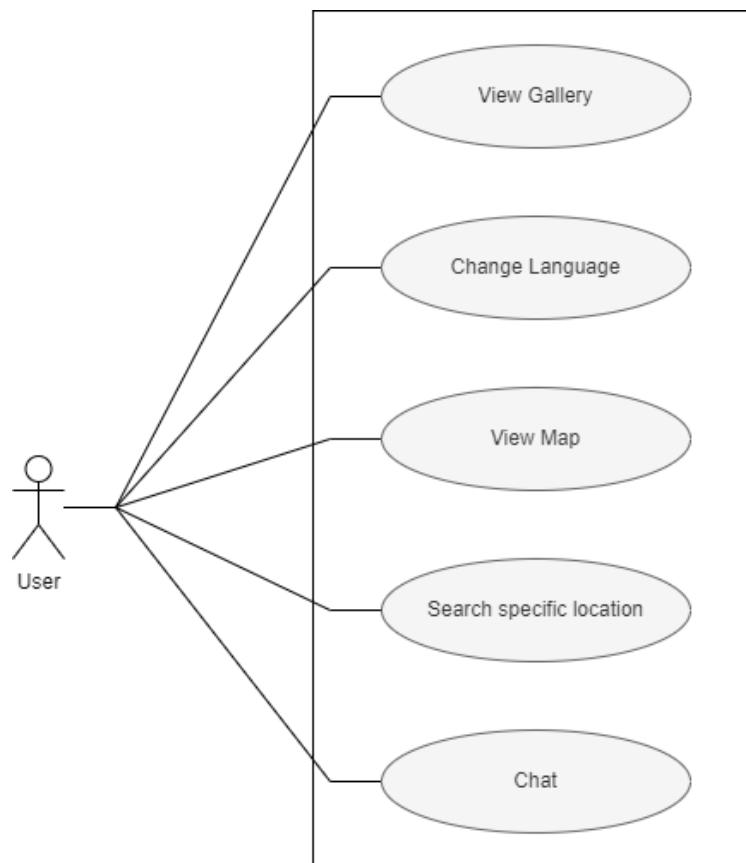 View Gallery
Change Language
View Map
User
Search specific location
Chat